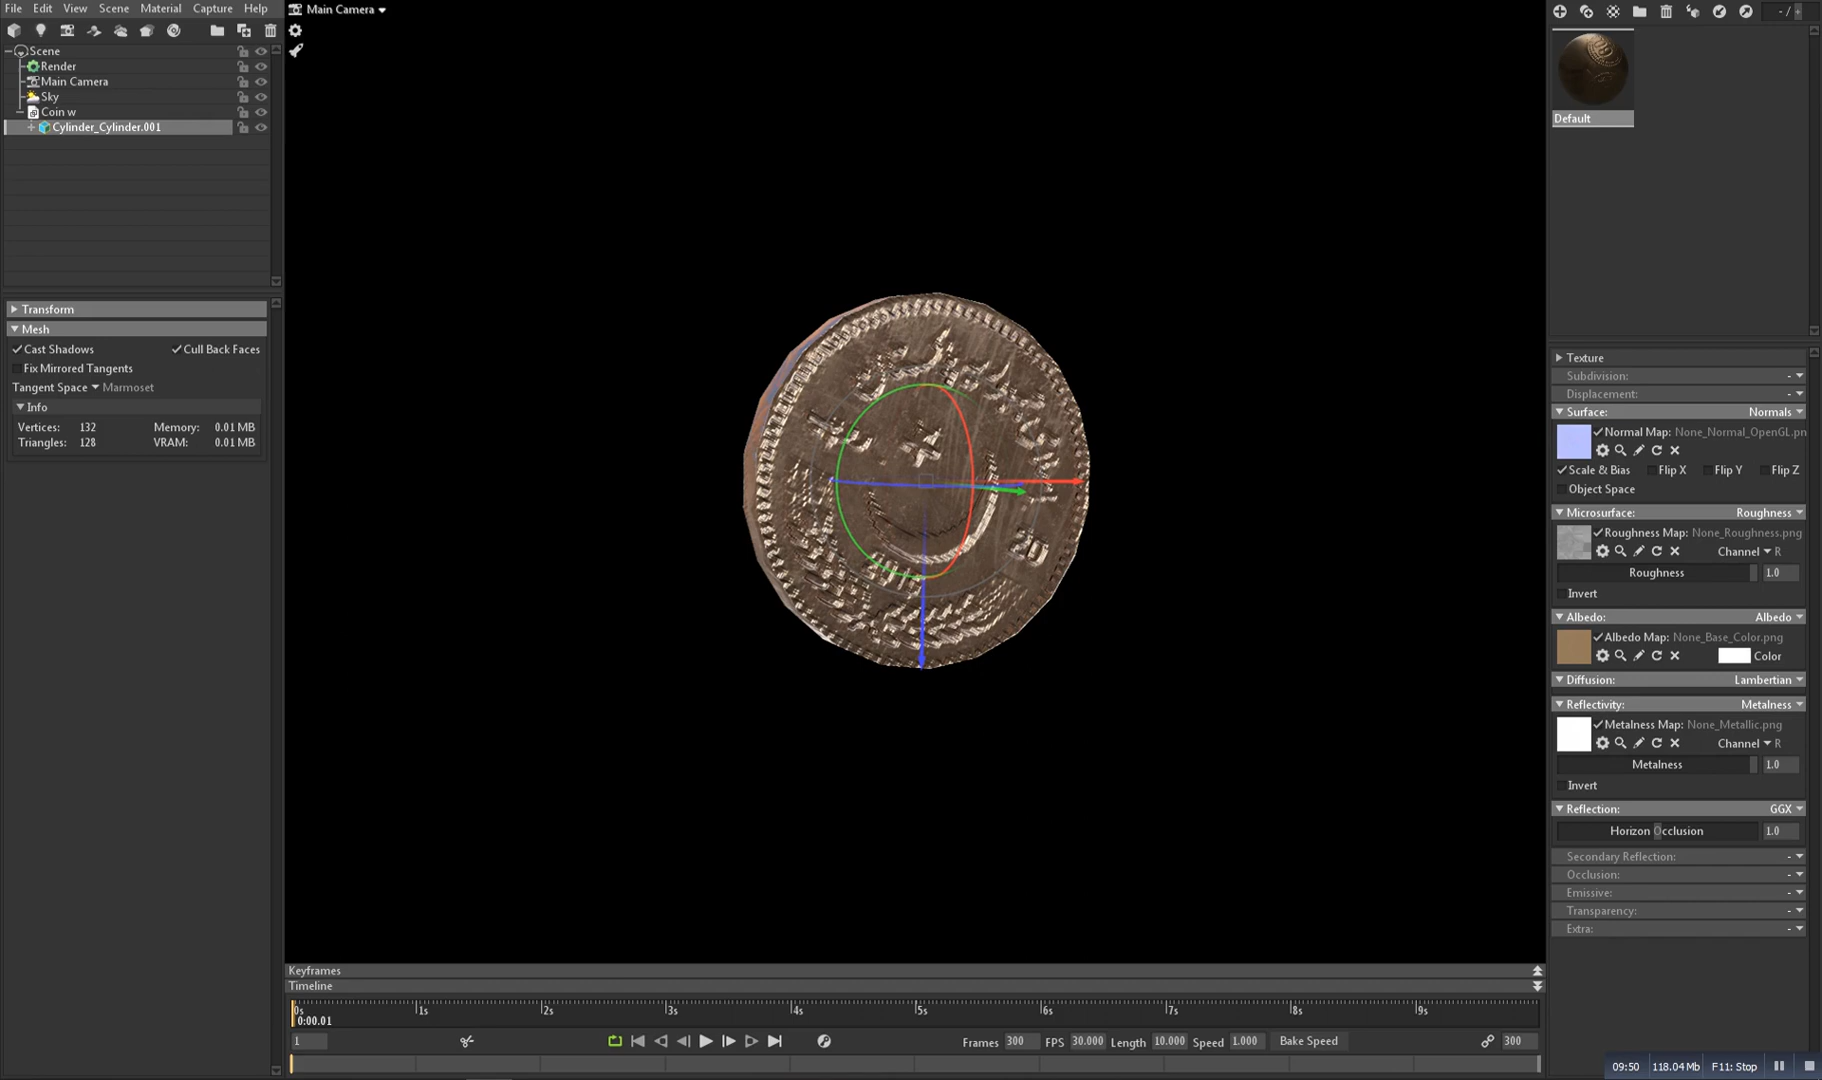 File Edit View Scene Material Capture Help
Main Camera
- / +
Scene
Render
Main Camera
Sky
Coin w
Cylinder_Cylinder.001
Default
Transform
Mesh
Cast Shadows
Cull Back Faces
Fix Mirrored Tangents
Tangent Space Marmoset
Info
Vertices: 132 Memory: 0.01 MB
Triangles: 128 VRAM: 0.01 MB
20
Texture
Subdivision: -
Displacement: -
Surface: Normals
Normal Map: None_Normal_OpenGL.pn
Scale & Bias Flip X Flip Y Flip Z
Object Space
Microsurface: Roughness
Roughness Map: None_Roughness.png
Channel R
Roughness 1.0
Invert
Albedo: Albedo
Albedo Map: None_Base_Color.png
Color
Diffusion: Lambertian
Reflectivity: Metalness
Metalness Map: None_Metallic.png
Channel R
Metalness 1.0
Invert
Reflection: GGX
Horizon Occlusion 1.0
Secondary Reflection: -
Occlusion: -
Emissive: -
Transparency: -
Extra: -
Keyframes
Timeline
0s 1s 2s 3s 4s 5s 6s 7s 8s 9s
0:00.01
1
Frames 300 FPS 30.000 Length 10.000 Speed 1.000 Bake Speed
300
09:50 118.04 Mb F11: Stop